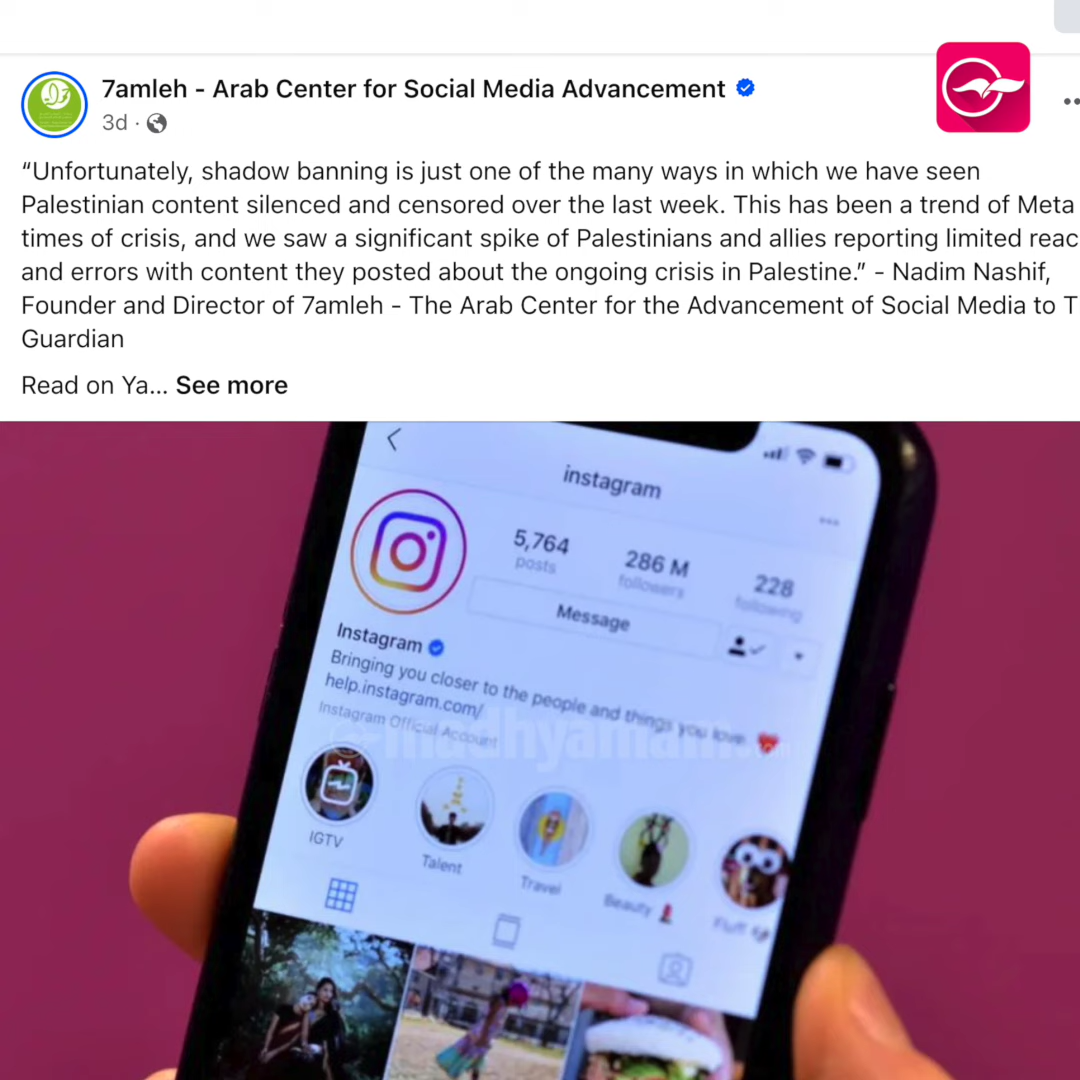 7amleh - Arab Center for Social Media Advancement
3d ·
“Unfortunately, shadow banning is just one of the many ways in which we have seen
Palestinian content silenced and censored over the last week. This has been a trend of Meta
times of crisis, and we saw a significant spike of Palestinians and allies reporting limited reac
and errors with content they posted about the ongoing crisis in Palestine.” - Nadim Nashif,
Founder and Director of 7amleh - The Arab Center for the Advancement of Social Media to T
Guardian
Read on Ya... See more
instagram
5,764 286 M 228
posts followers following
Message
Instagram
Bringing you closer to the people and things you love. ❤️
help.instagram.com/
Instagram Official Account
madhyamam.com
IGTV Talent Travel Beauty 💄 Fluff